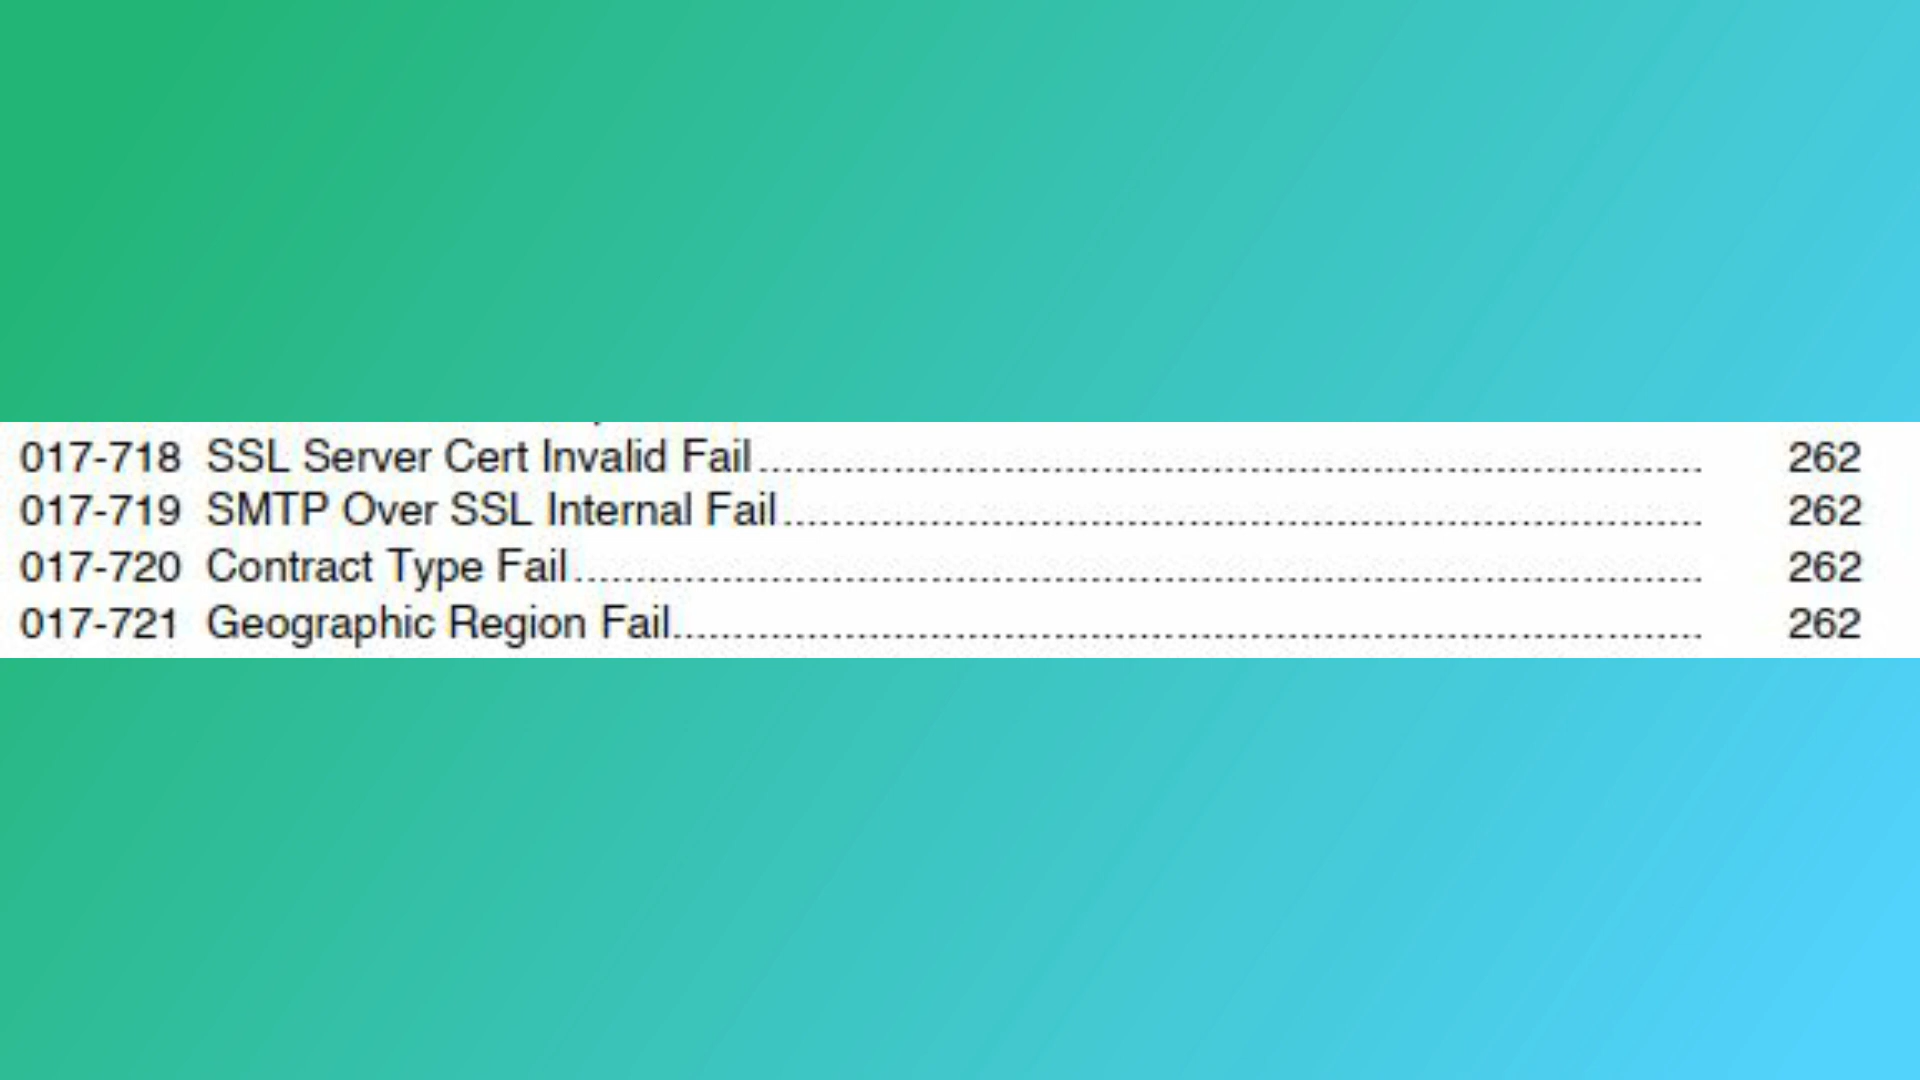 017-718 SSL Server Cert Invalid Fail........................................................................ 262
017-719 SMTP Over SSL Internal Fail...................................................................... 262
017-720 Contract Type Fail...................................................................................... 262
017-721 Geographic Region Fail.............................................................................. 262